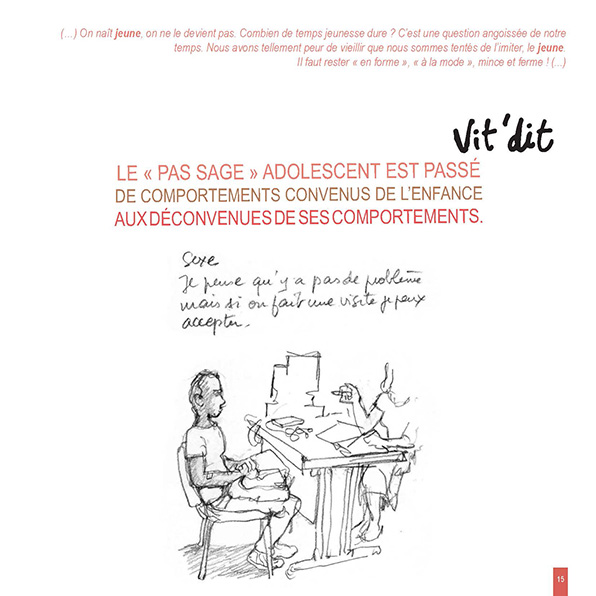 (...) On naît jeune, on ne le devient pas. Combien de temps jeunesse dure ? C'est une question angoissée de notre
temps. Nous avons tellement peur de vieillir que nous sommes tentés de l'imiter, le jeune.
Il faut rester « en forme », « à la mode », mince et ferme ! (...)
Vit'dit
LE « PAS SAGE » ADOLESCENT EST PASSÉ
DE COMPORTEMENTS CONVENUS DE L'ENFANCE
AUX DÉCONVENUES DE SES COMPORTEMENTS.
Sexe
Je pense qu'y a pas de problème
mais si on fait une visite je peux
accepter.
15